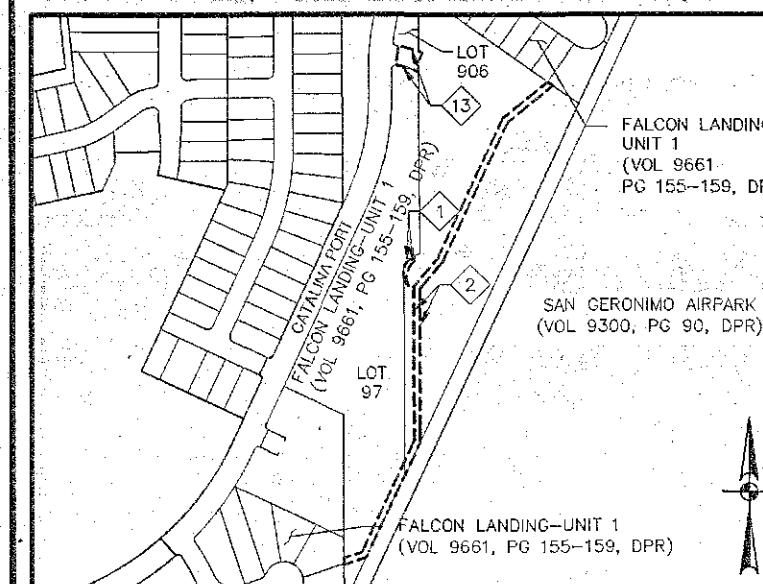 LOT
906
13
FALCON LANDING-
UNIT 1
(VOL 9661
PG 155-159, DP
1
CATALINA PORT
FALCON LANDING-UNIT 1
(VOL 9661, PG 155-159, DPR)
2
SAN GERONIMO AIRPARK
(VOL 9300, PG 90, DPR)
LOT
97
FALCON LANDING-UNIT 1
(VOL 9661, PG 155-159, DPR)